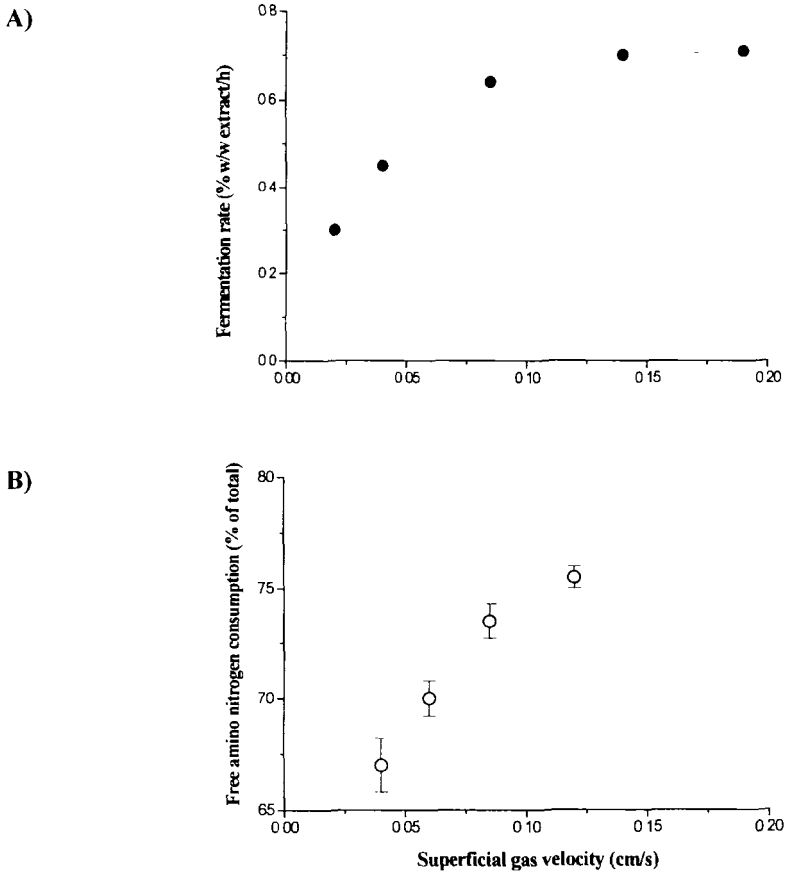 A)
Fermentation rate (% w/w extract/h)
0.8
0.6
0.4
0.2
0.0
0.00 0.05 0.10 0.15 0.20
B)
Free amino nitrogen consumption (% of total)
80
75
70
65
0.00 0.05 0.10 0.15 0.20
Superficial gas velocity (cm/s)